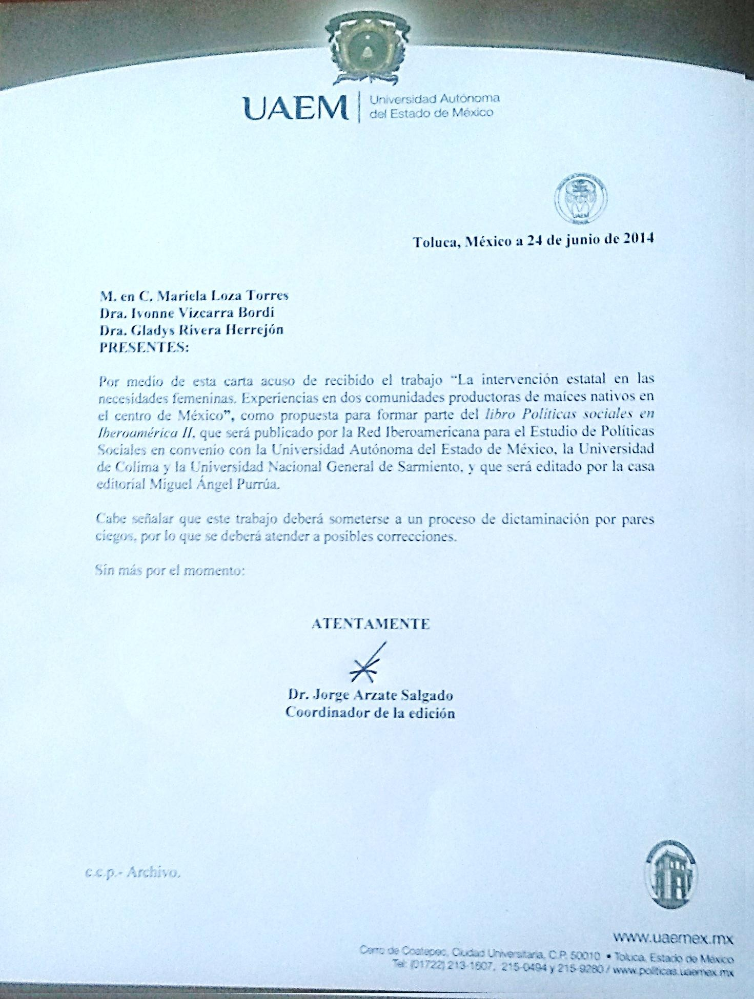 UAEM
Universidad Autónoma
del Estado de México
UAEM
Toluca, México a 24 de junio de 2014
M. en C. Mariela Loza Torres
Dra. Ivonne Vizcarra Bordi
Dra. Gladys Rivera Herrejón
PRESENTES:
Por medio de esta carta acuso de recibido el trabajo “La intervención estatal en las
necesidades femeninas. Experiencias en dos comunidades productoras de maíces nativos en
el centro de México”, como propuesta para formar parte del libro Políticas sociales en
Iberoamérica II, que será publicado por la Red Iberoamericana para el Estudio de Políticas
Sociales en convenio con la Universidad Autónoma del Estado de México, la Universidad
de Colima y la Universidad Nacional General de Sarmiento, y que será editado por la casa
editorial Miguel Ángel Purrúa.
Cabe señalar que este trabajo deberá someterse a un proceso de dictaminación por pares
ciegos, por lo que se deberá atender a posibles correcciones.
Sin más por el momento:
ATENTAMENTE
Dr. Jorge Arzate Salgado
Coordinador de la edición
c.c.p.- Archivo.
www.uaemex.mx
Cerro de Coatepec, Ciudad Universitaria, C.P. 50010 • Toluca, Estado de México
Tel: (01722) 213-1607, 215-0494 y 215-9280 / www.politicas.uaemex.mx